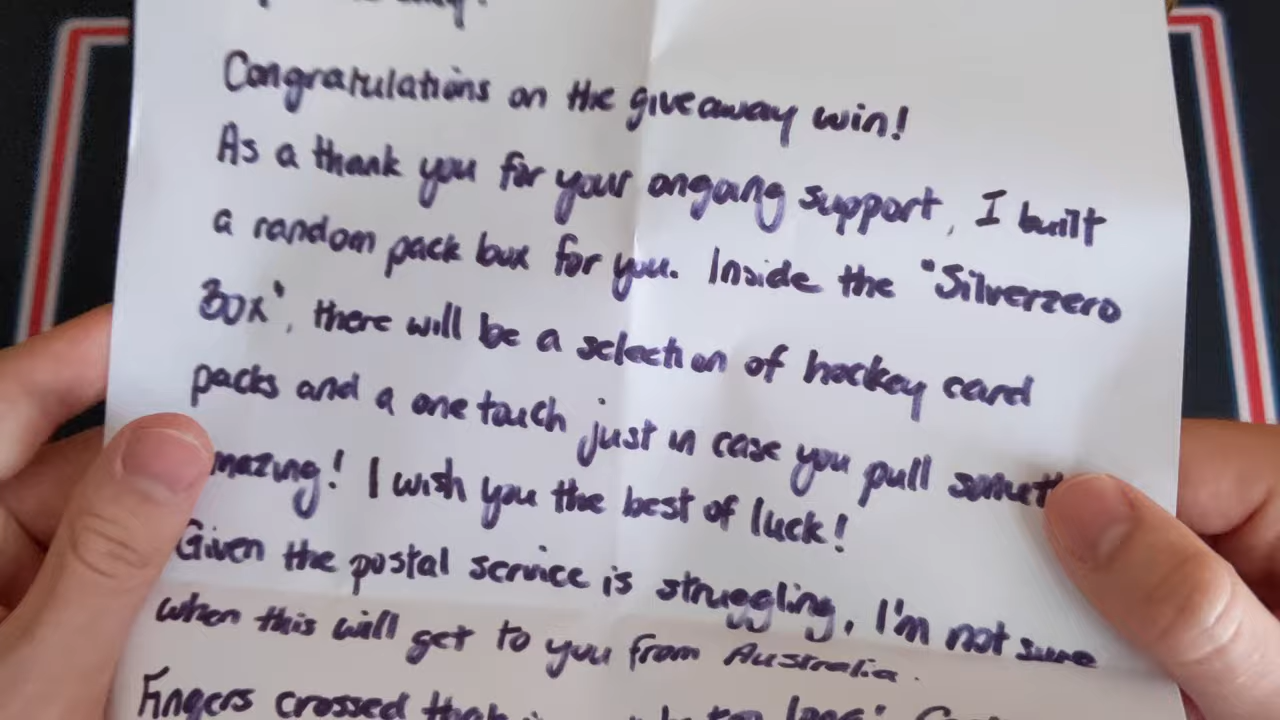 Congratulations on the giveaway win!
As a thank you for your ongoing support, I built
a random pack box for you. Inside the "Silverzero
Box", there will be a selection of hockey card
packs and a one touch just in case you pull
mazing! I wish you the best of luck!
Given the postal service is struggling, I'm not sure
when this will get to you from Australia.
Fingers crossed too long.